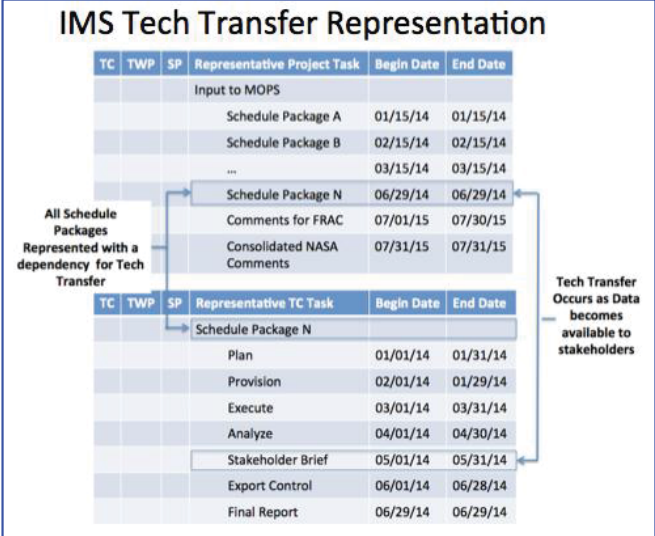 IMS Tech Transfer Representation
TC TWP SP Representative Project Task Begin Date End Date
Input to MOPS
Schedule Package A 01/15/14 01/15/14
Schedule Package B 02/15/14 02/15/14
... 03/15/14 03/15/14
Schedule Package N 06/29/14 06/29/14
Comments for FRAC 07/01/15 07/30/15
Consolidated NASA 07/31/15 07/31/15
Comments
All Schedule
Packages
Represented with a
dependency for Tech
Transfer
TC TWP SP Representative TC Task Begin Date End Date
Schedule Package N
Plan 01/01/14 01/31/14
Provision 02/01/14 01/29/14
Execute 03/01/14 03/31/14
Analyze 04/01/14 04/30/14
Stakeholder Brief 05/01/14 05/31/14
Export Control 06/01/14 06/28/14
Final Report 06/29/14 06/29/14
Tech Transfer
Occurs as Data
becomes
available to
stakeholders